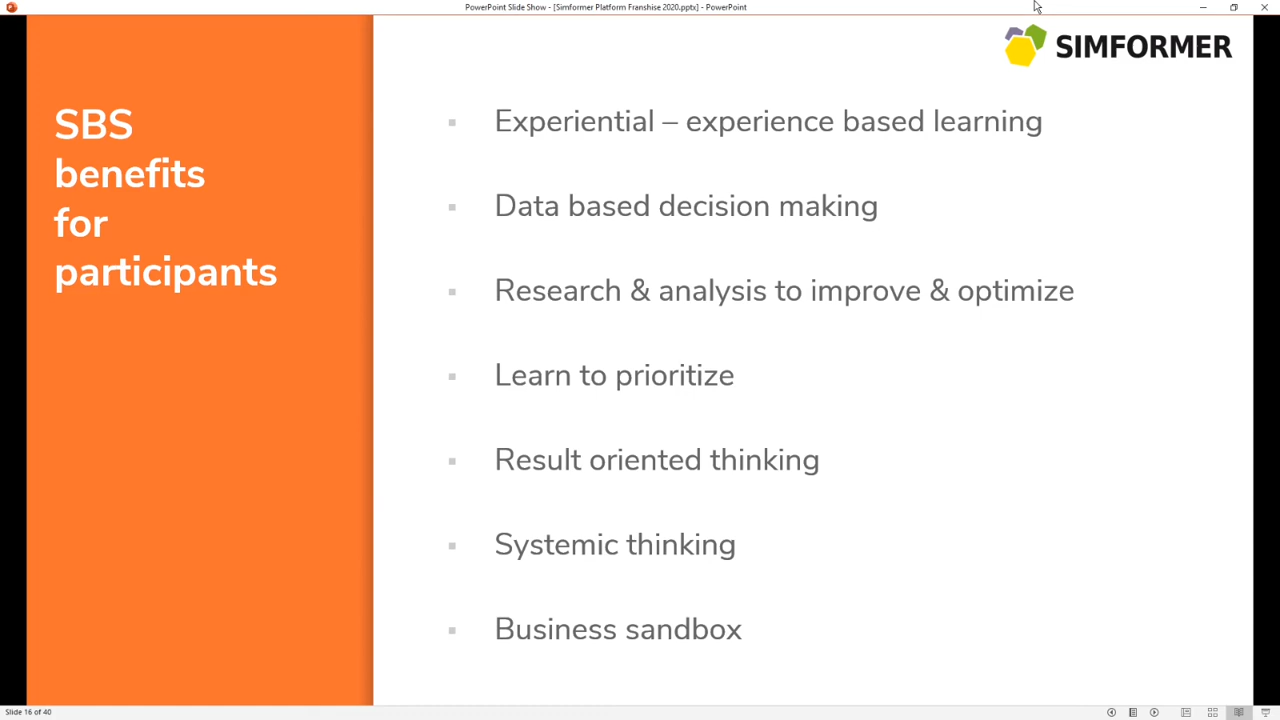 PowerPoint Slide Show - [Simformer Platform Franshise 2020.pptx] - PowerPoint
SIMFORMER
SBS
benefits
for
participants
Experiential – experience based learning
Data based decision making
Research & analysis to improve & optimize
Learn to prioritize
Result oriented thinking
Systemic thinking
Business sandbox
Slide 16 of 40